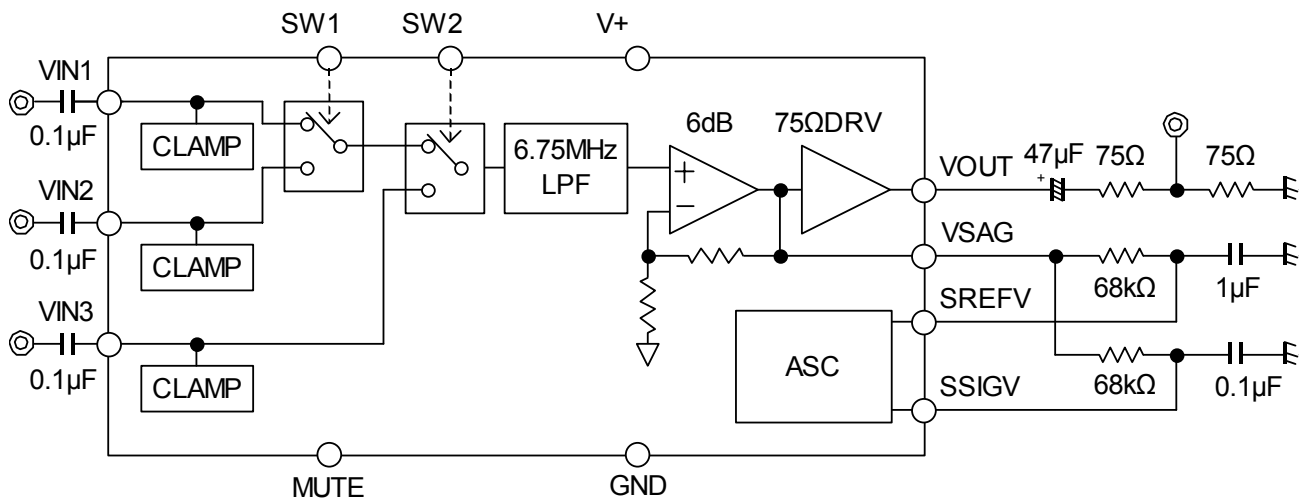 SW1
SW2
V+
VIN1
0.1µF
CLAMP
VIN2
0.1µF
CLAMP
VIN3
0.1µF
CLAMP
6.75MHz
LPF
6dB
+
−
75ΩDRV
VOUT
47µF
+
75Ω
75Ω
VSAG
68kΩ
1µF
SREFV
ASC
68kΩ
0.1µF
SSIGV
MUTE
GND